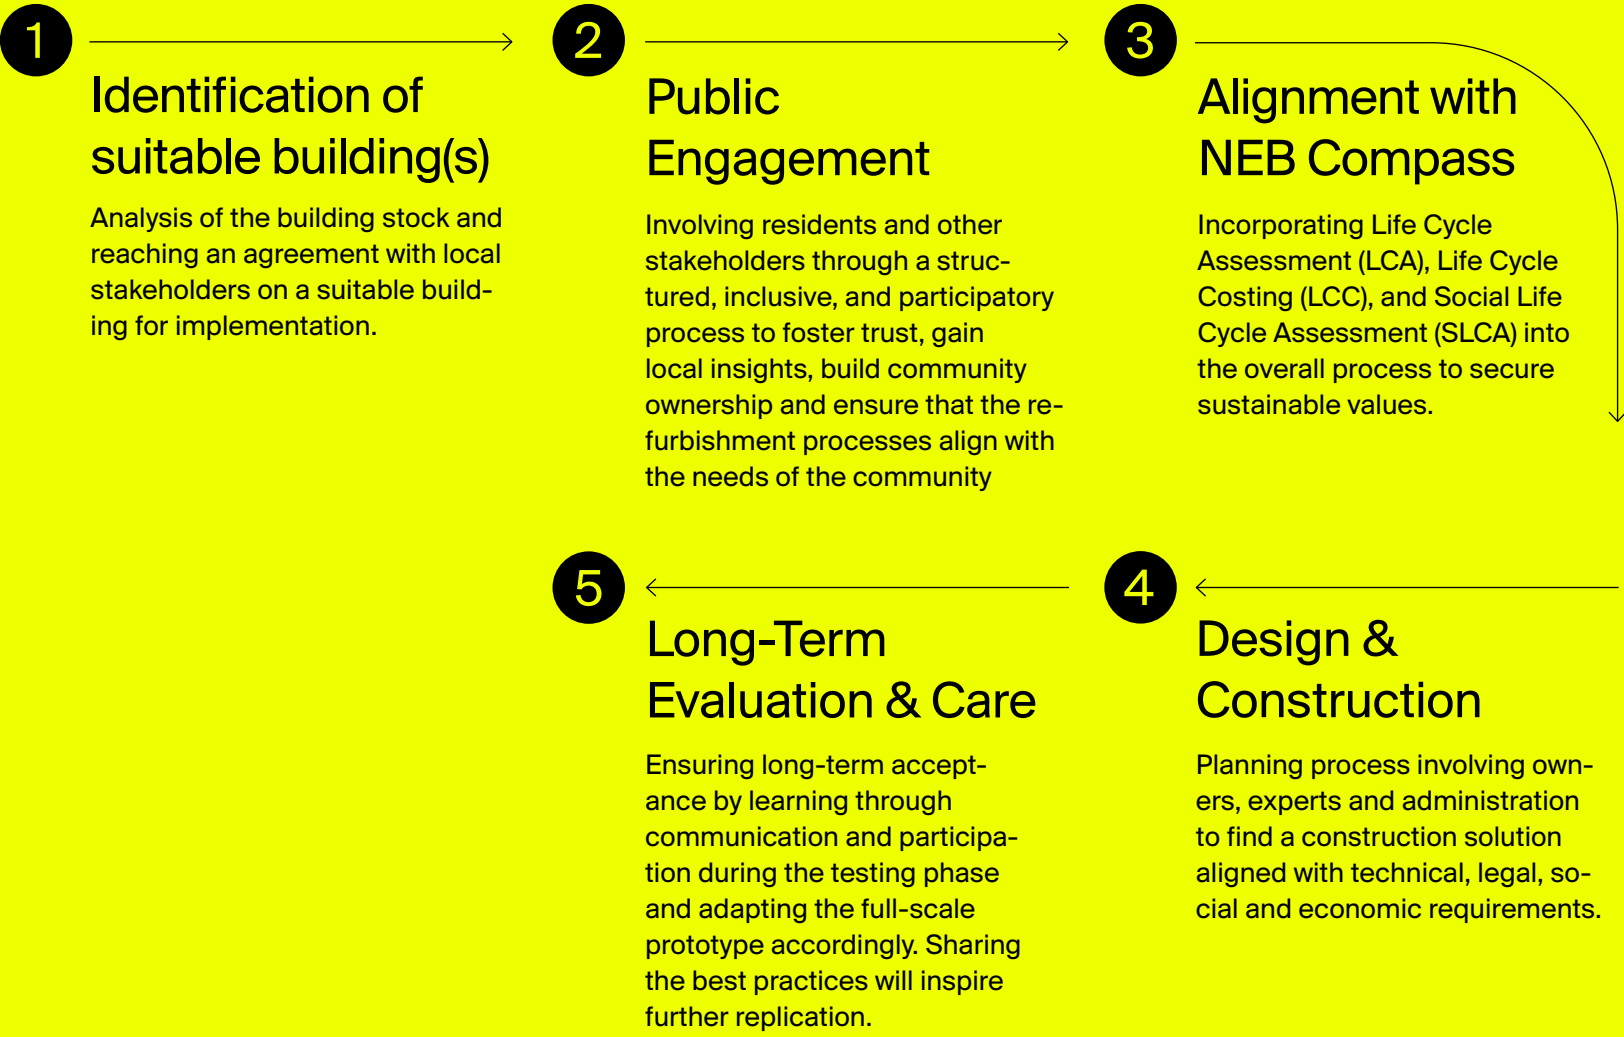 1
Identification of
suitable building(s)
Analysis of the building stock and
reaching an agreement with local
stakeholders on a suitable build-
ing for implementation.
2
Public
Engagement
Involving residents and other
stakeholders through a struc-
tured, inclusive, and participatory
process to foster trust, gain
local insights, build community
ownership and ensure that the re-
furbishment processes align with
the needs of the community
3
Alignment with
NEB Compass
Incorporating Life Cycle
Assessment (LCA), Life Cycle
Costing (LCC), and Social Life
Cycle Assessment (SLCA) into
the overall process to secure
sustainable values.
4
Design &
Construction
Planning process involving own-
ers, experts and administration
to find a construction solution
aligned with technical, legal, so-
cial and economic requirements.
5
Long-Term
Evaluation & Care
Ensuring long-term accept-
ance by learning through
communication and participa-
tion during the testing phase
and adapting the full-scale
prototype accordingly. Sharing
the best practices will inspire
further replication.